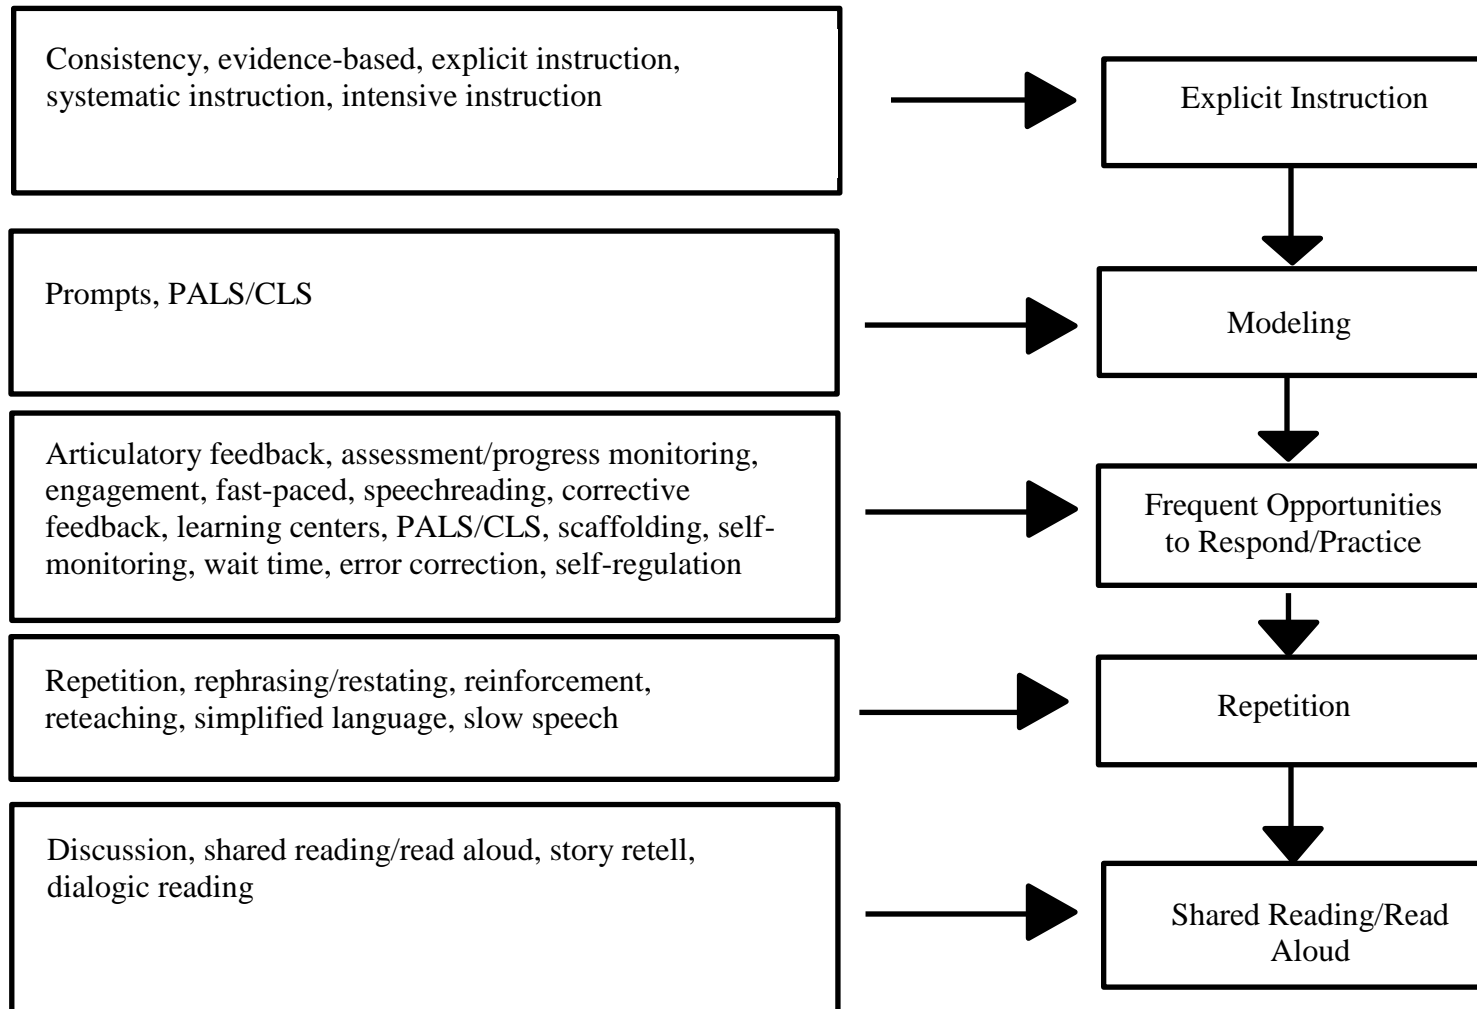 Consistency, evidence-based, explicit instruction,
systematic instruction, intensive instruction
Explicit Instruction
Prompts, PALS/CLS
Modeling
Articulatory feedback, assessment/progress monitoring,
engagement, fast-paced, speechreading, corrective
feedback, learning centers, PALS/CLS, scaffolding, self-
monitoring, wait time, error correction, self-regulation
Frequent Opportunities
to Respond/Practice
Repetition, rephrasing/restating, reinforcement,
reteaching, simplified language, slow speech
Repetition
Discussion, shared reading/read aloud, story retell,
dialogic reading
Shared Reading/Read
Aloud